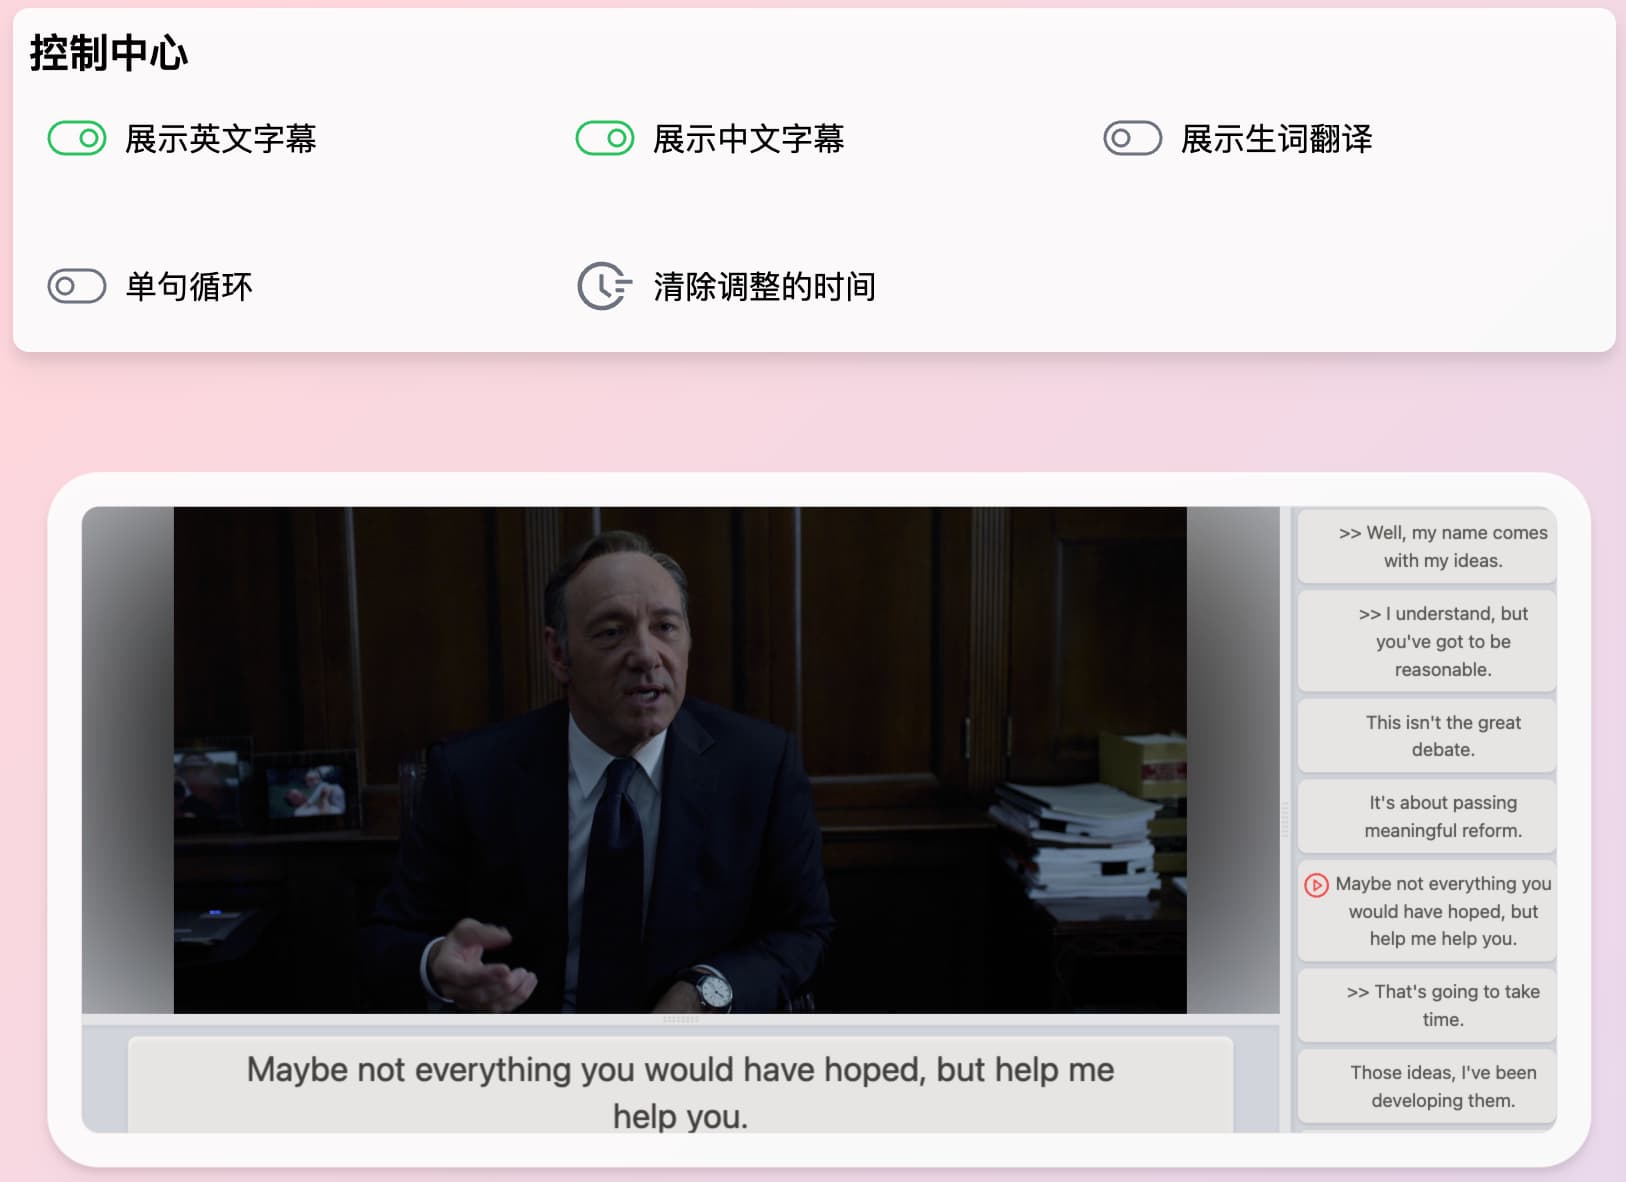 控制中心
展示英文字幕
展示中文字幕
展示生词翻译
单句循环
清除调整的时间
>> Well, my name comes
with my ideas.
>> I understand, but
you've got to be
reasonable.
This isn't the great
debate.
It's about passing
meaningful reform.
Maybe not everything you
would have hoped, but
help me help you.
>> That's going to take
time.
Those ideas, I've been
developing them.
Maybe not everything you would have hoped, but help me
help you.